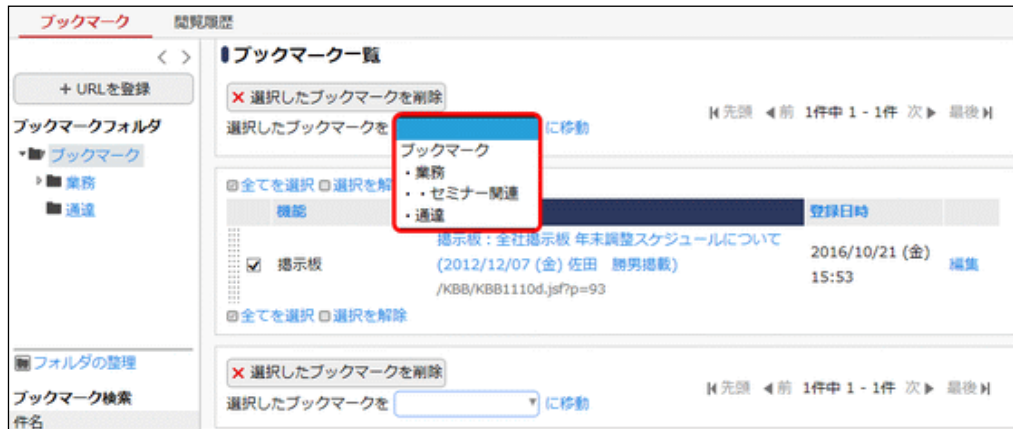 ブックマーク 閲覧履歴
< >
+ URLを登録
ブックマークフォルダ
ブックマーク
業務
通達
フォルダの整理
ブックマーク検索
件名
ブックマーク一覧
× 選択したブックマークを削除
選択したブックマークを に移動
先頭 ◀前 1件中 1 - 1件 次▶ 最後
ブックマーク
・業務
・・セミナー関連
・通達
全てを選択 選択を解
機能 登録日時
掲示板
掲示板：全社掲示板 年末調整スケジュールについて
(2012/12/07 (金) 佐田 勝男掲載)
/KBB/KBB1110d.jsf?p=93
2016/10/21 (金)
15:53
編集
全てを選択 選択を解除
× 選択したブックマークを削除
選択したブックマークを に移動
先頭 ◀前 1件中 1 - 1件 次▶ 最後